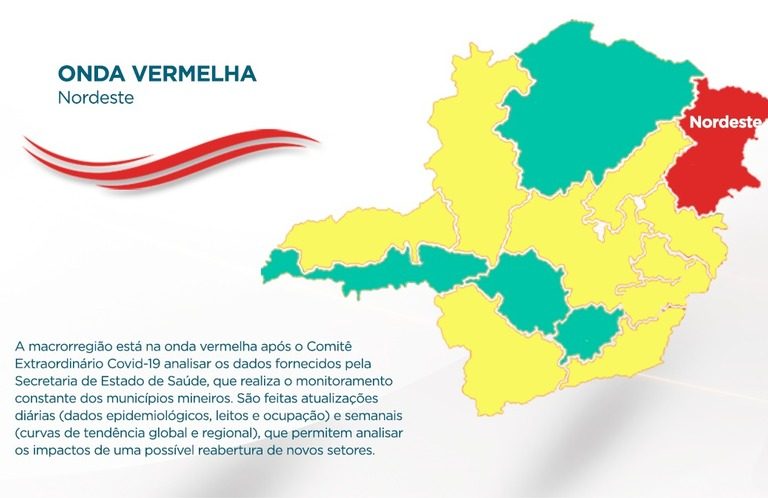 ONDA VERMELHA
Nordeste
Nordeste
A macrorregião está na onda vermelha após o Comitê
Extraordinário Covid-19 analisar os dados fornecidos pela
Secretaria de Estado de Saúde, que realiza o monitoramento
constante dos municípios mineiros. São feitas atualizações
diárias (dados epidemiológicos, leitos e ocupação) e semanais
(curvas de tendência global e regional), que permitem analisar
os impactos de uma possível reabertura de novos setores.